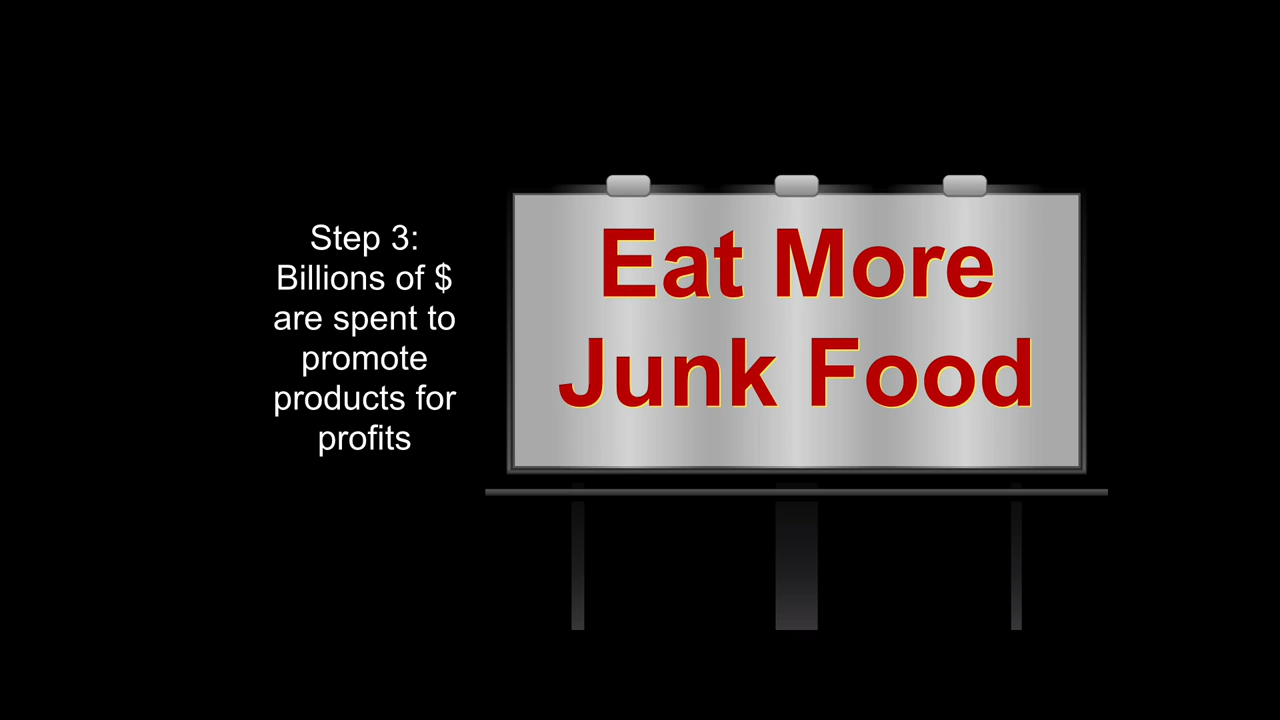 Step 3:
Billions of $
are spent to
promote
products for
profits
Eat More
Junk Food